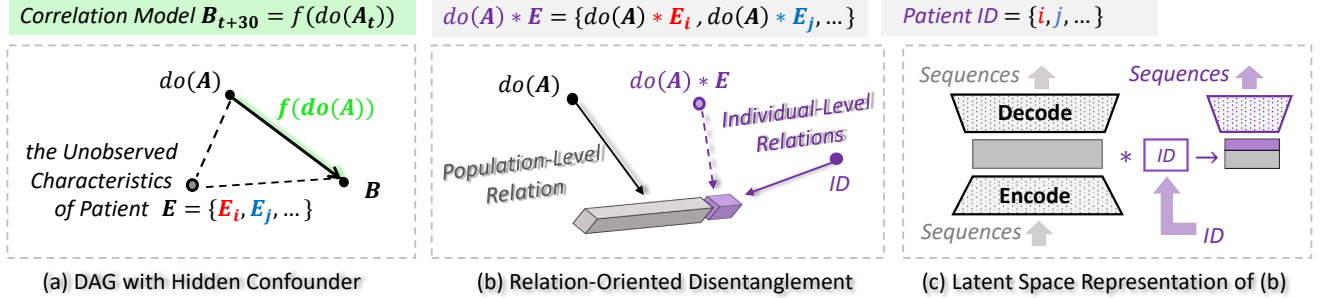 Correlation Model B_{t+30} = f(do(A_t))
do(A) * E = {do(A) * E_i , do(A) * E_j, … }
Patient ID = {i, j, … }
do(A)
f(do(A))
the Unobserved
Characteristics
of Patient E = {E_i, E_j, … }
B
(a) DAG with Hidden Confounder
do(A)
do(A) * E
Population-Level
Relation
Individual-Level
Relations
ID
(b) Relation-Oriented Disentanglement
Sequences
Sequences
Decode
* ID →
Encode
Sequences
ID
(c) Latent Space Representation of (b)